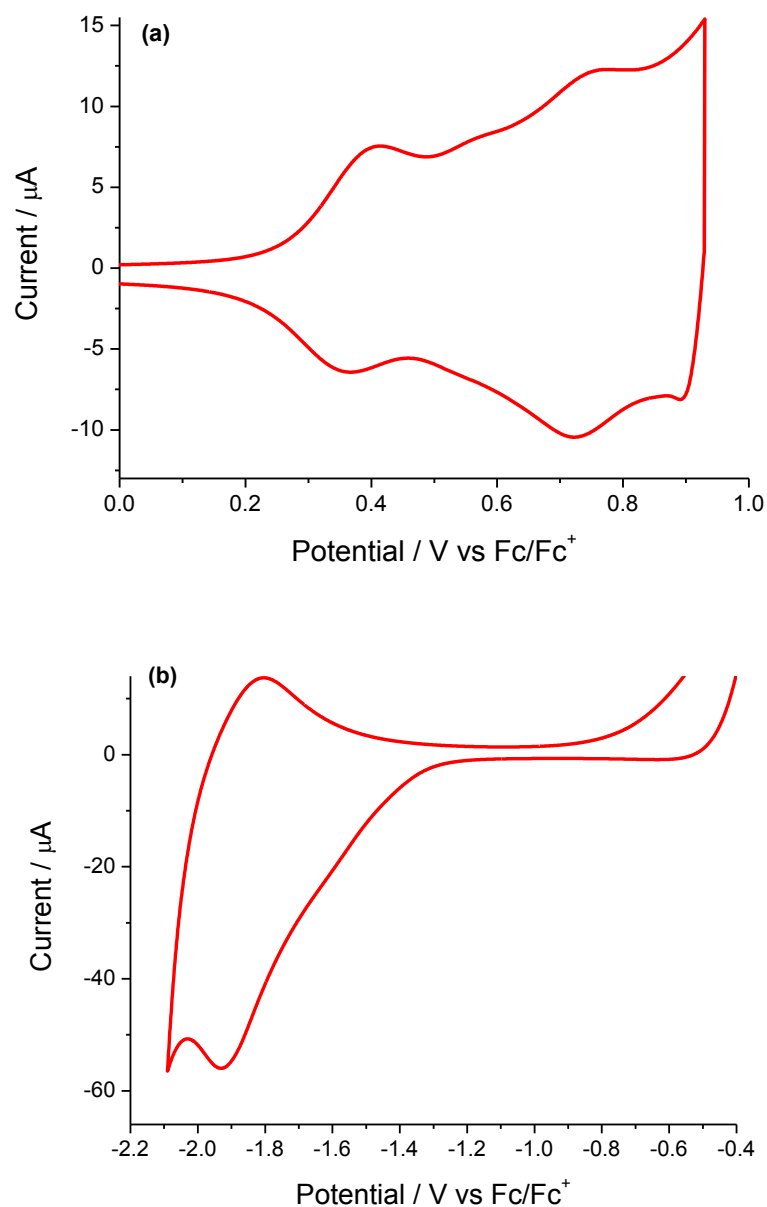 (a)
15
10
5
0
-5
-10
Current / μA
0.0 0.2 0.4 0.6 0.8 1.0
Potential / V vs Fc/Fc⁺
(b)
0
-20
-40
-60
Current / μA
-2.2 -2.0 -1.8 -1.6 -1.4 -1.2 -1.0 -0.8 -0.6 -0.4
Potential / V vs Fc/Fc⁺